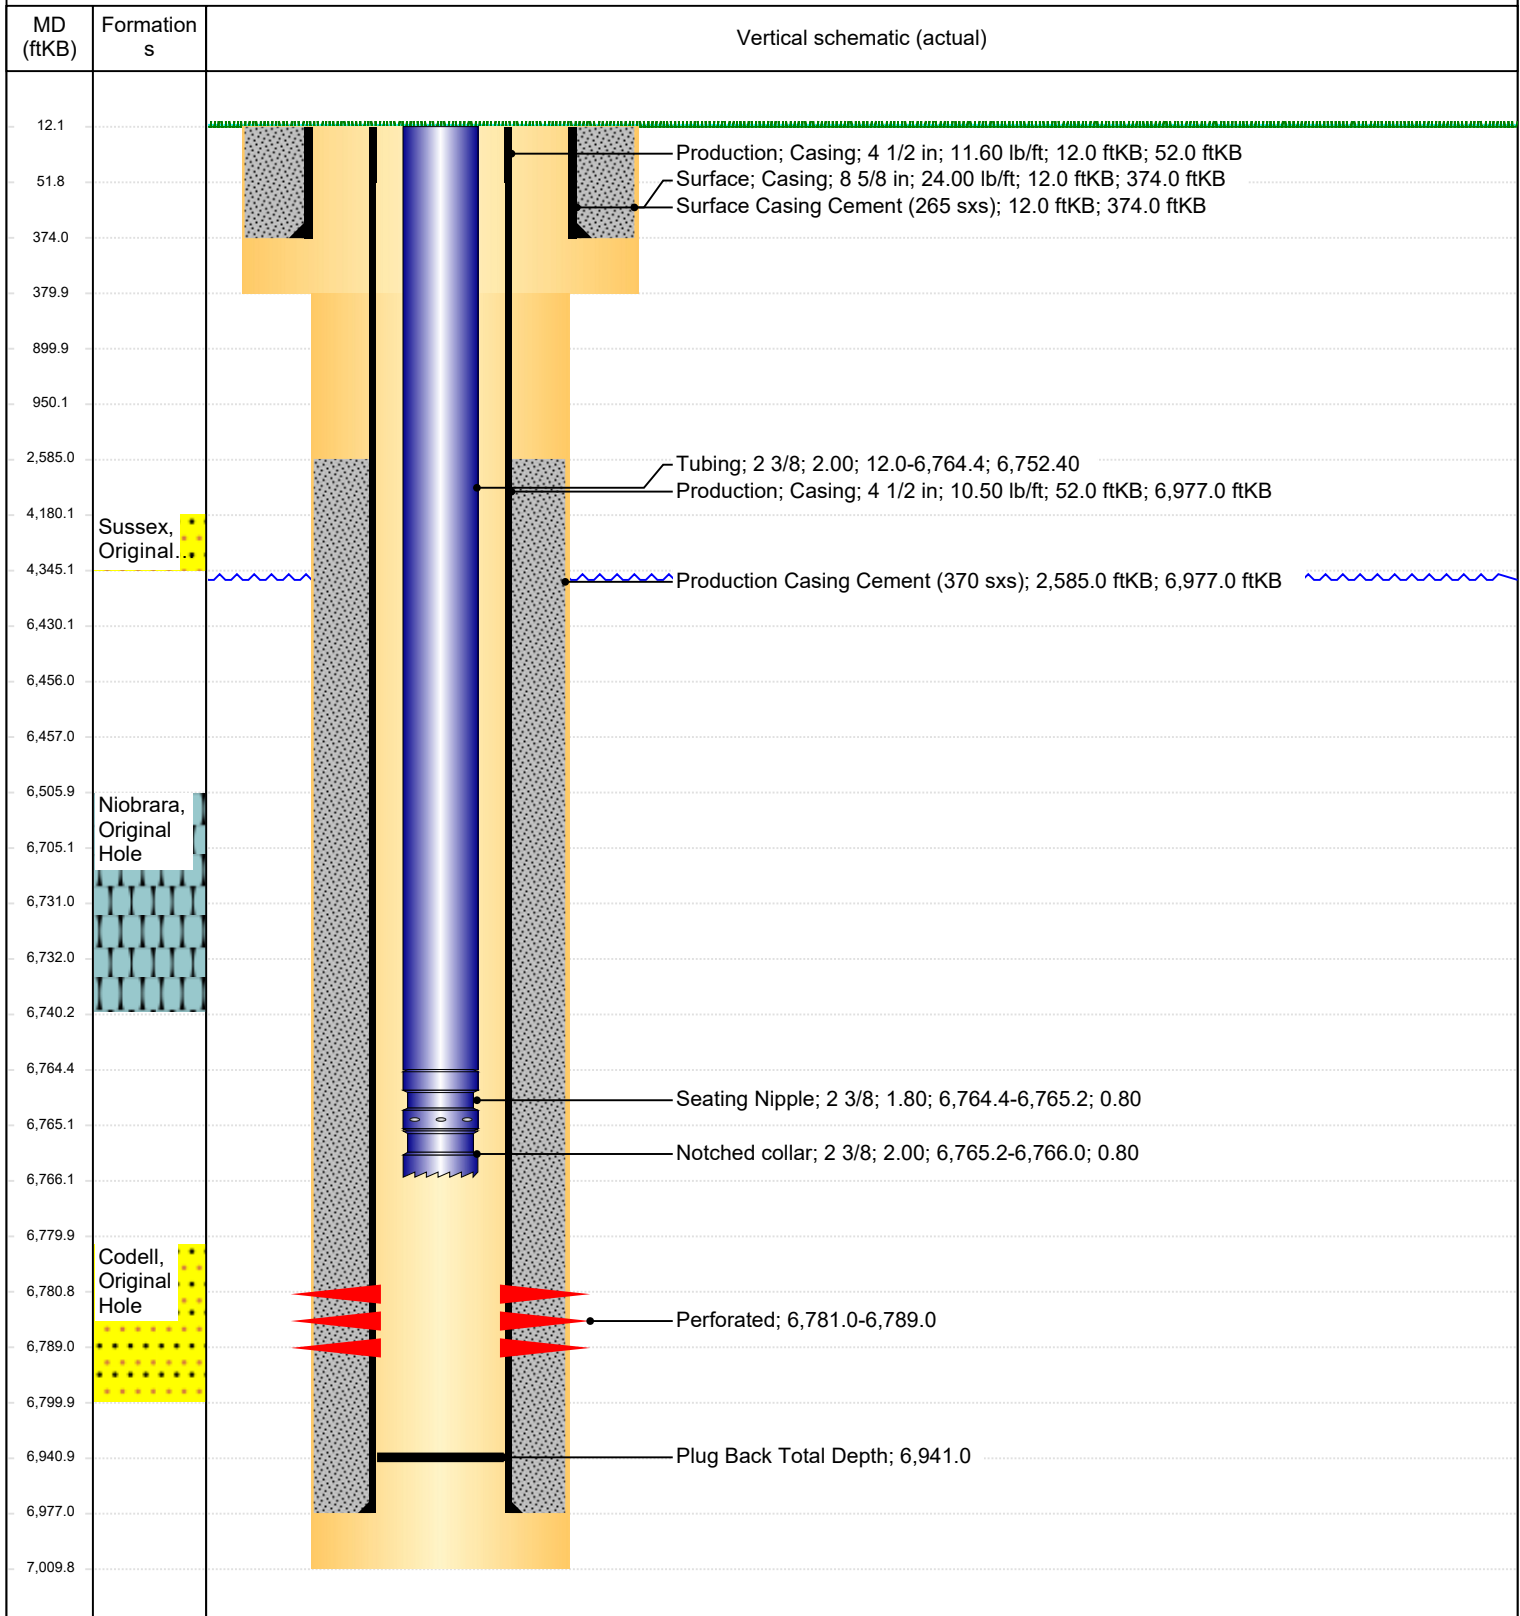 MD
(ftKB)
Formation
s
Vertical schematic (actual)
12.1
Production; Casing; 4 1/2 in; 11.60 lb/ft; 12.0 ftKB; 52.0 ftKB
51.8
Surface; Casing; 8 5/8 in; 24.00 lb/ft; 12.0 ftKB; 374.0 ftKB
Surface Casing Cement (265 sxs); 12.0 ftKB; 374.0 ftKB
374.0
379.9
899.9
950.1
2,585.0
Tubing; 2 3/8; 2.00; 12.0-6,764.4; 6,752.40
Production; Casing; 4 1/2 in; 10.50 lb/ft; 52.0 ftKB; 6,977.0 ftKB
4,180.1
Sussex,
Original...
4,345.1
Production Casing Cement (370 sxs); 2,585.0 ftKB; 6,977.0 ftKB
6,430.1
6,456.0
6,457.0
6,505.9
Niobrara,
Original
Hole
6,705.1
6,731.0
6,732.0
6,740.2
6,764.4
Seating Nipple; 2 3/8; 1.80; 6,764.4-6,765.2; 0.80
6,765.1
Notched collar; 2 3/8; 2.00; 6,765.2-6,766.0; 0.80
6,766.1
6,779.9
Codell,
Original
Hole
6,780.8
Perforated; 6,781.0-6,789.0
6,789.0
6,799.9
6,940.9
Plug Back Total Depth; 6,941.0
6,977.0
7,009.8